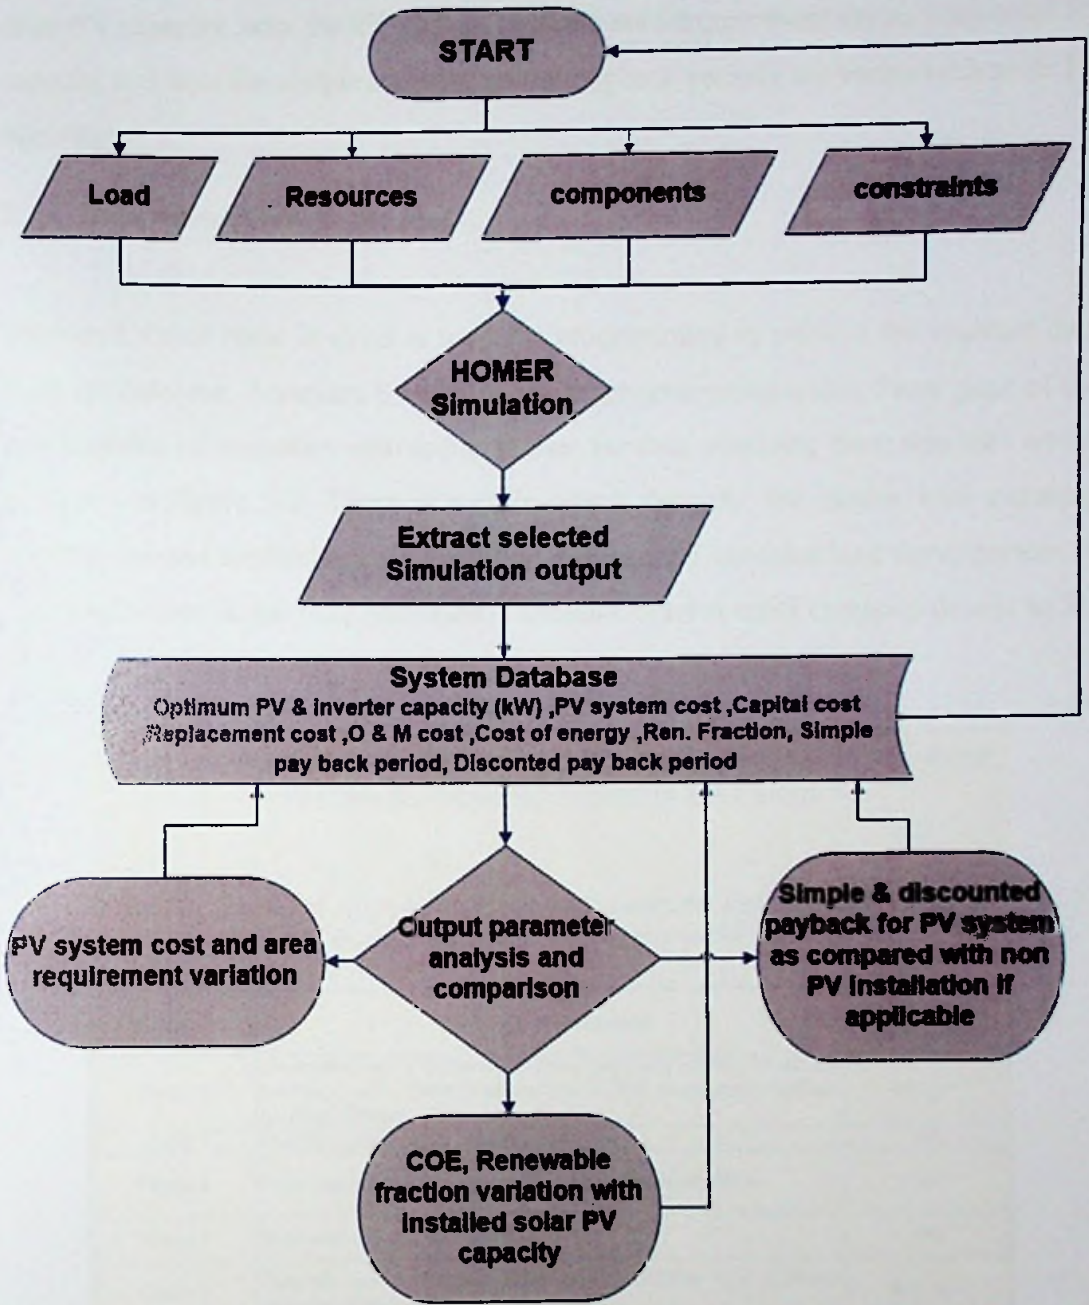 START
Load
Resources
components
constraints
HOMER
Simulation
Extract selected
Simulation output
System Database
Optimum PV & inverter capacity (kW) ,PV system cost ,Capital cost
,Replacement cost ,O & M cost ,Cost of energy ,Ren. Fraction, Simple
pay back period, Disconted pay back period
PV system cost and area
requirement variation
Output parameter
analysis and
comparison
Simple & discounted
payback for PV system
as compared with non
PV installation if
applicable
COE, Renewable
fraction variation with
installed solar PV
capacity